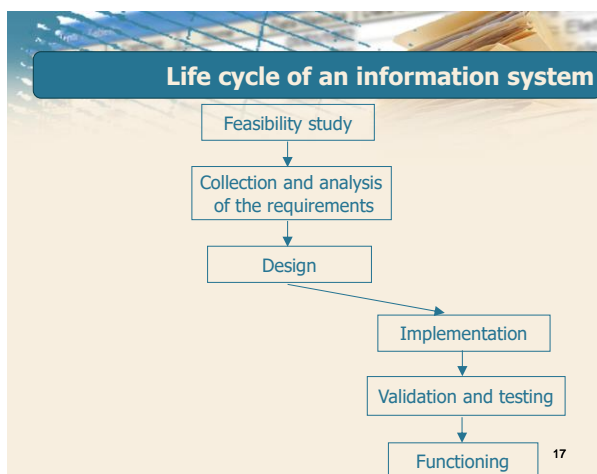 Life cycle of an information system
Feasibility study
Collection and analysis
of the requirements
Design
Implementation
Validation and testing
Functioning
17